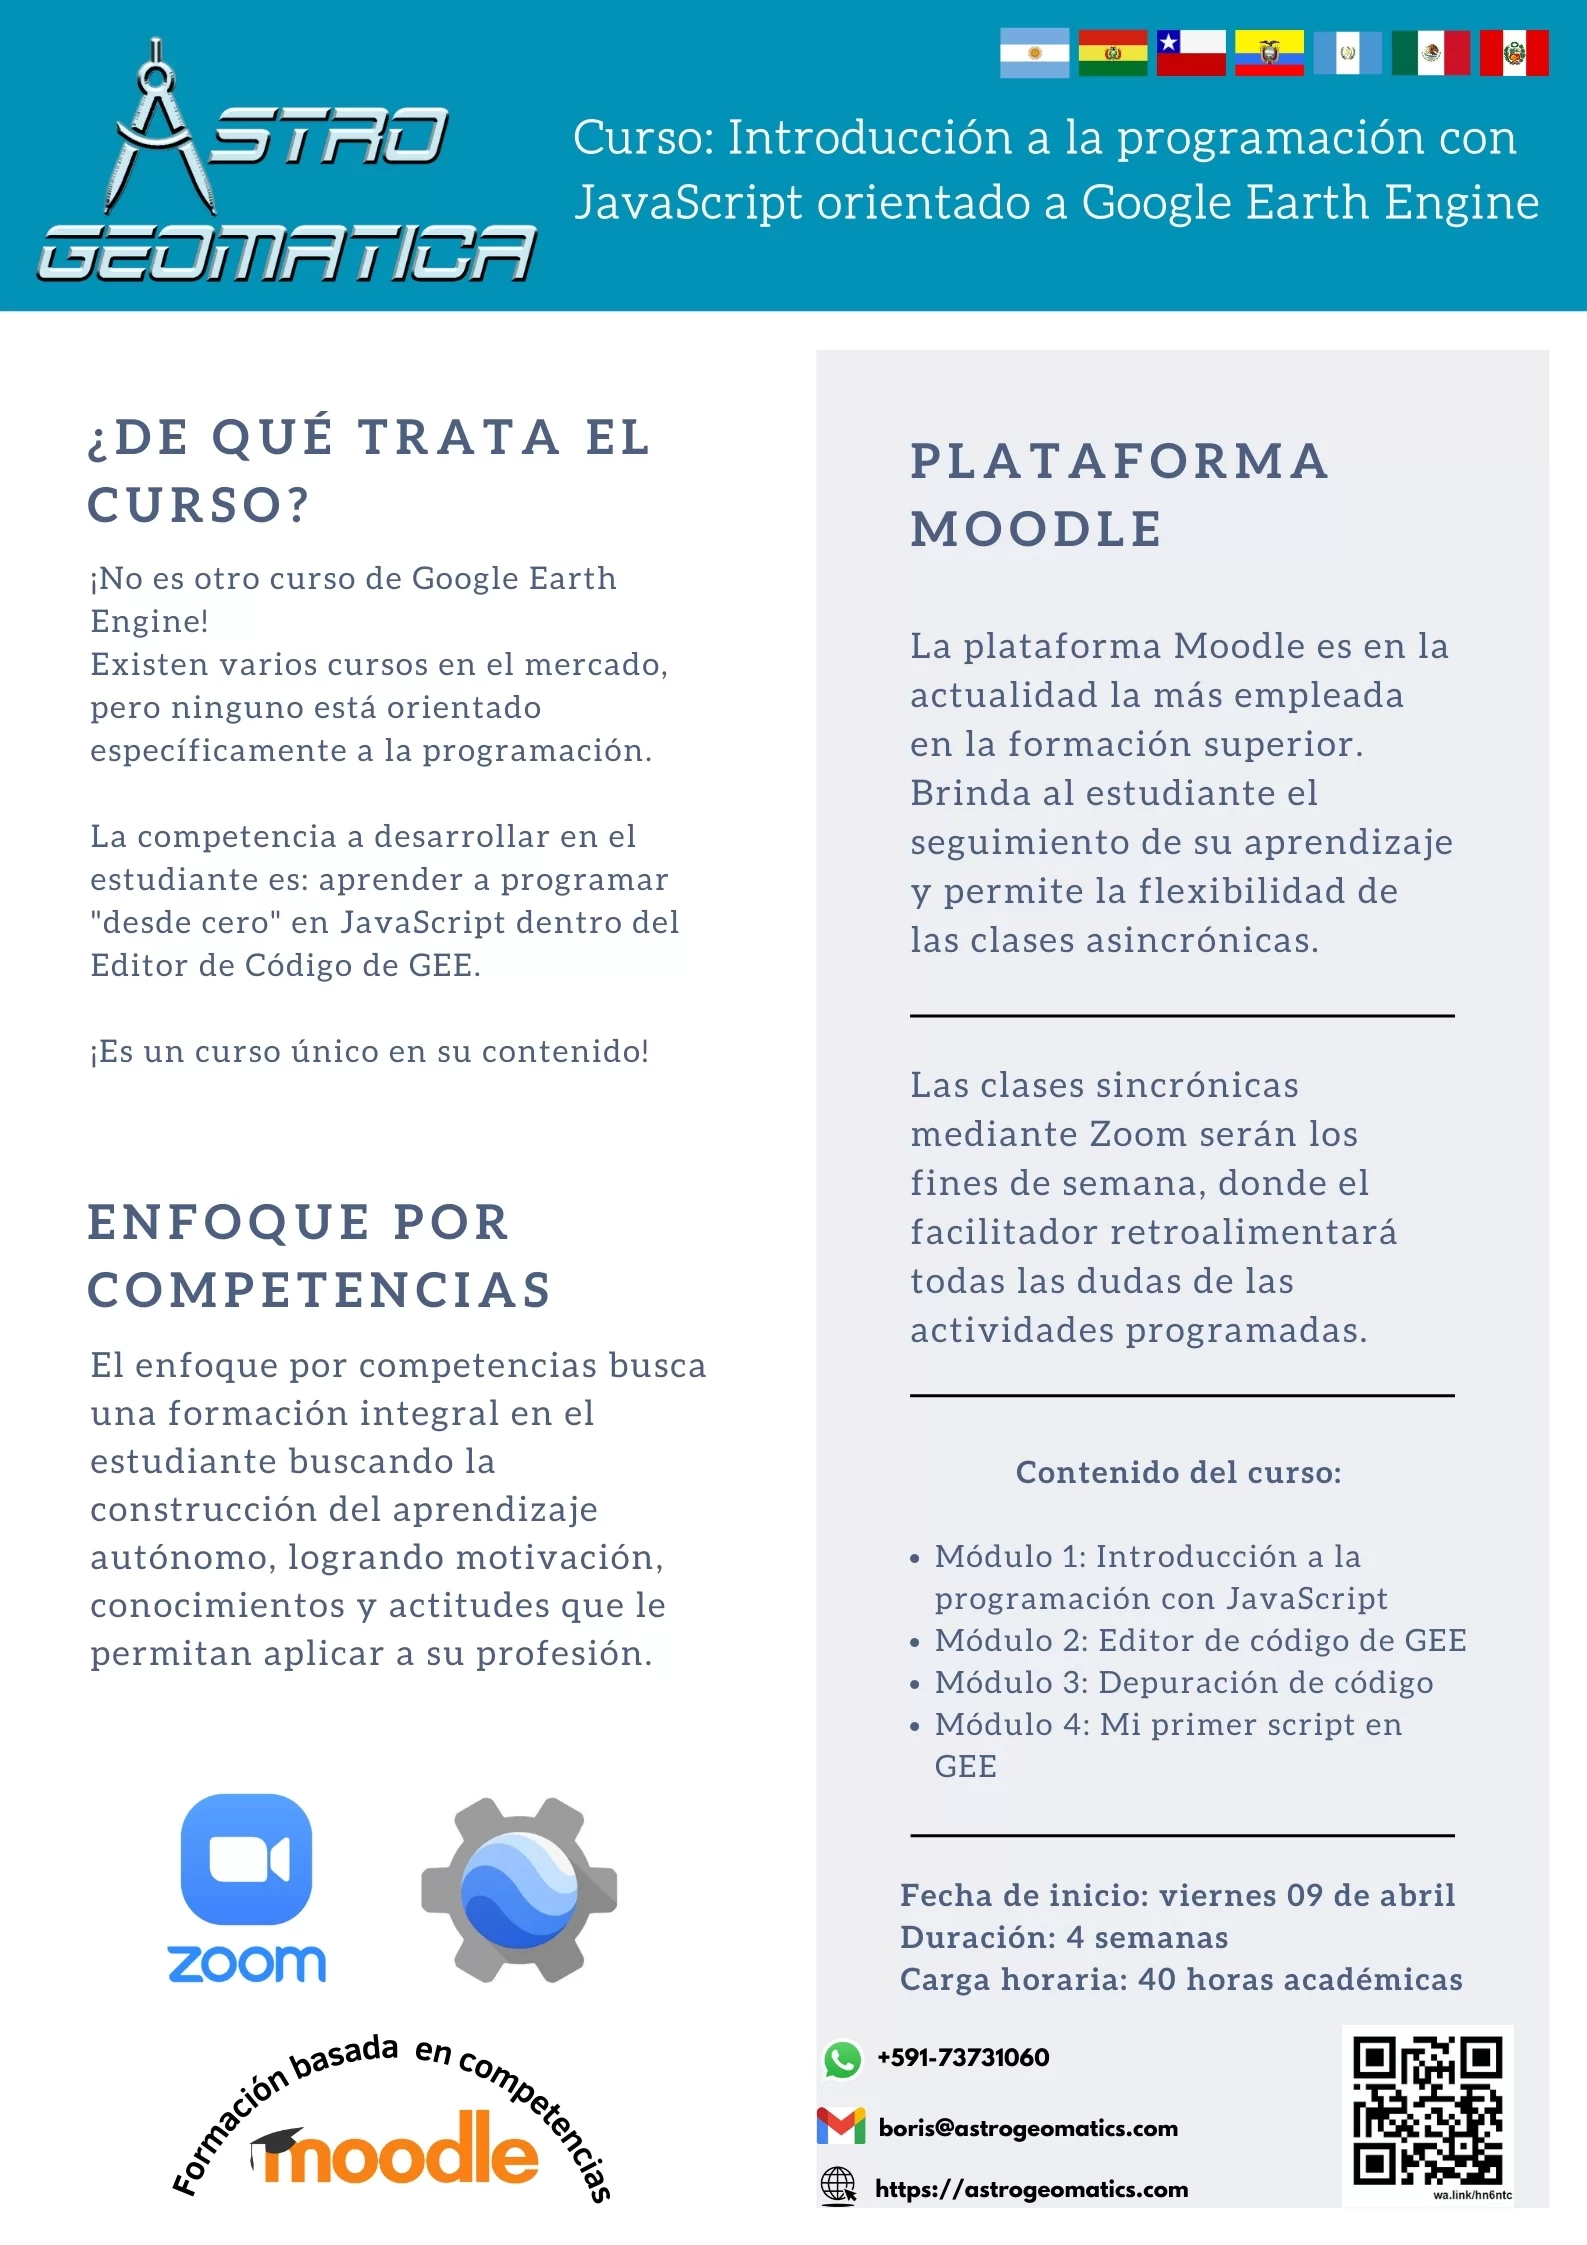 ASTRO
GEOMATICA
Curso: Introducción a la programación con
JavaScript orientado a Google Earth Engine
¿DE QUÉ TRATA EL
CURSO?
¡No es otro curso de Google Earth
Engine!
Existen varios cursos en el mercado,
pero ninguno está orientado
específicamente a la programación.
La competencia a desarrollar en el
estudiante es: aprender a programar
"desde cero" en JavaScript dentro del
Editor de Código de GEE.
¡Es un curso único en su contenido!
ENFOQUE POR
COMPETENCIAS
El enfoque por competencias busca
una formación integral en el
estudiante buscando la
construcción del aprendizaje
autónomo, logrando motivación,
conocimientos y actitudes que le
permitan aplicar a su profesión.
zoom
Formación basada en competencias
moodle
PLATAFORMA
MOODLE
La plataforma Moodle es en la
actualidad la más empleada
en la formación superior.
Brinda al estudiante el
seguimiento de su aprendizaje
y permite la flexibilidad de
las clases asincrónicas.
Las clases sincrónicas
mediante Zoom serán los
fines de semana, donde el
facilitador retroalimentará
todas las dudas de las
actividades programadas.
Contenido del curso:
• Módulo 1: Introducción a la
programación con JavaScript
• Módulo 2: Editor de código de GEE
• Módulo 3: Depuración de código
• Módulo 4: Mi primer script en
GEE
Fecha de inicio: viernes 09 de abril
Duración: 4 semanas
Carga horaria: 40 horas académicas
+591-73731060
boris@astrogeomatics.com
https://astrogeomatics.com
wa.link/hn6ntc